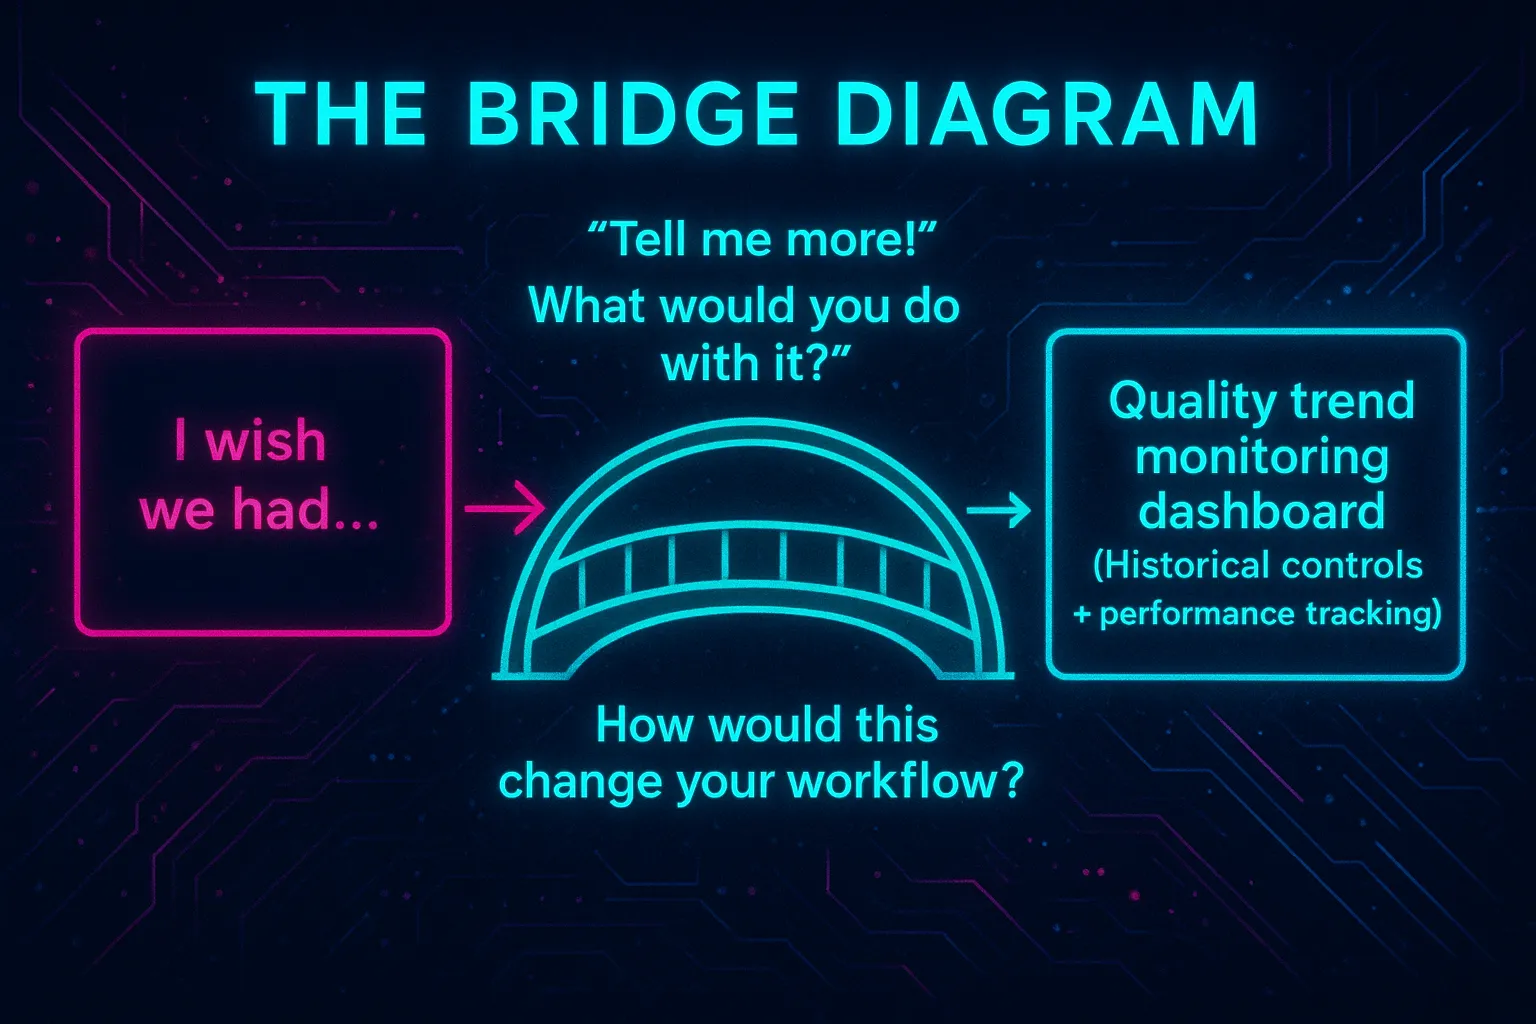 THE BRIDGE DIAGRAM
“Tell me more!”
What would you do
with it?”
I wish
we had...
Quality trend
monitoring
dashboard
(Historical controls
+ performance tracking)
How would this
change your workflow?